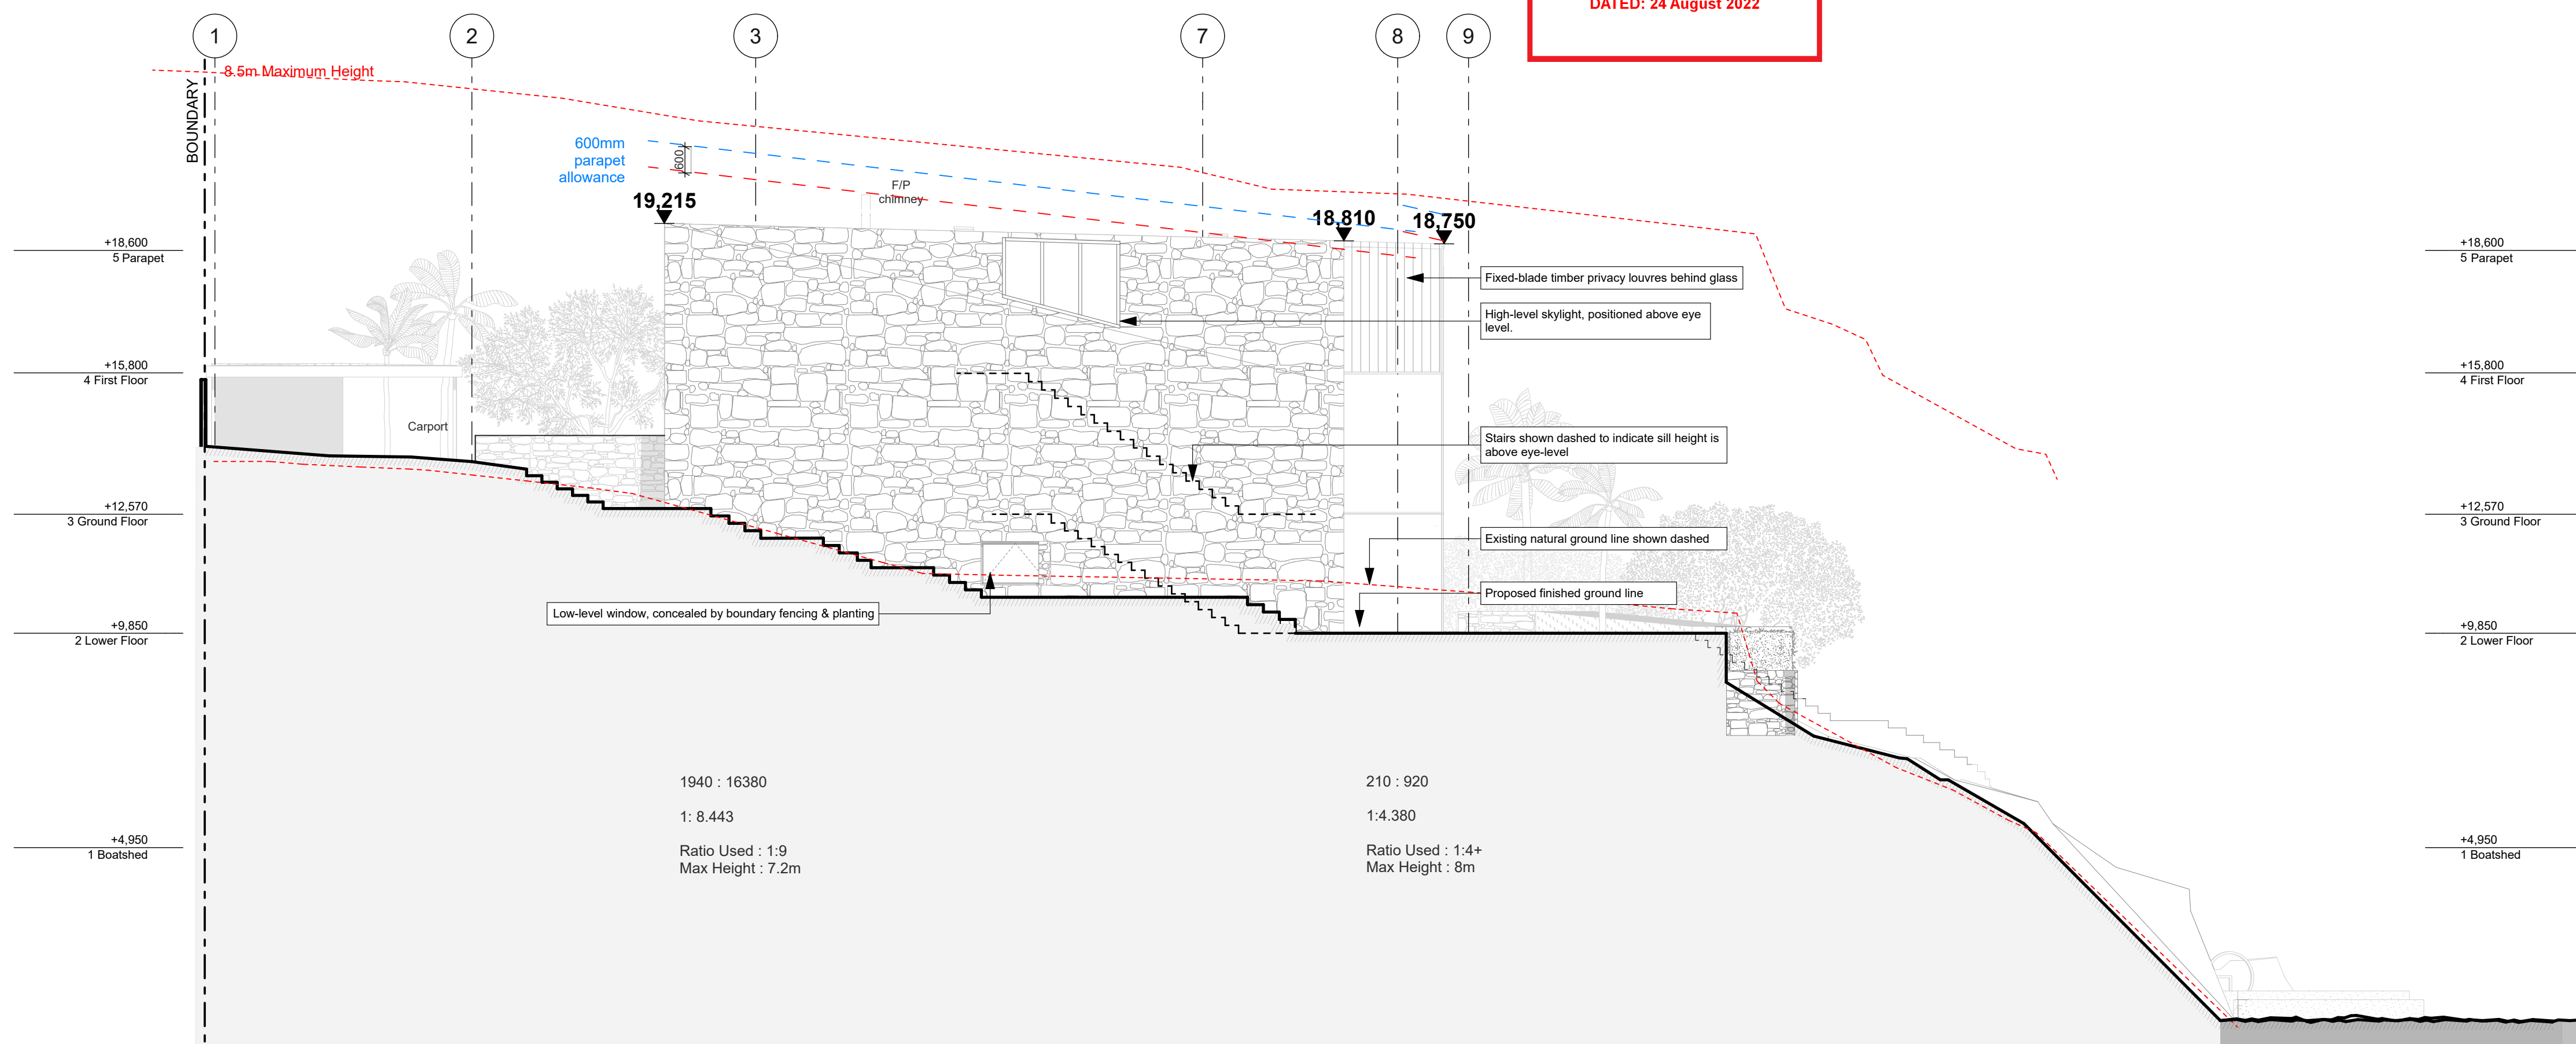 DATED: 24 August 2022
1
2
3
7
8
9
8.5m Maximum Height
BOUNDARY
600mm
parapet
allowance
600
F/P
chimney
19,215
18,810
18,750
+18,600
5 Parapet
+18,600
5 Parapet
Fixed-blade timber privacy louvres behind glass
High-level skylight, positioned above eye
level.
+15,800
4 First Floor
+15,800
4 First Floor
Carport
Stairs shown dashed to indicate sill height is
above eye-level
+12,570
3 Ground Floor
+12,570
3 Ground Floor
Existing natural ground line shown dashed
Proposed finished ground line
Low-level window, concealed by boundary fencing & planting
+9,850
2 Lower Floor
+9,850
2 Lower Floor
1940 : 16380
1: 8.443
Ratio Used : 1:9
Max Height : 7.2m
210 : 920
1:4.380
Ratio Used : 1:4+
Max Height : 8m
+4,950
1 Boatshed
+4,950
1 Boatshed